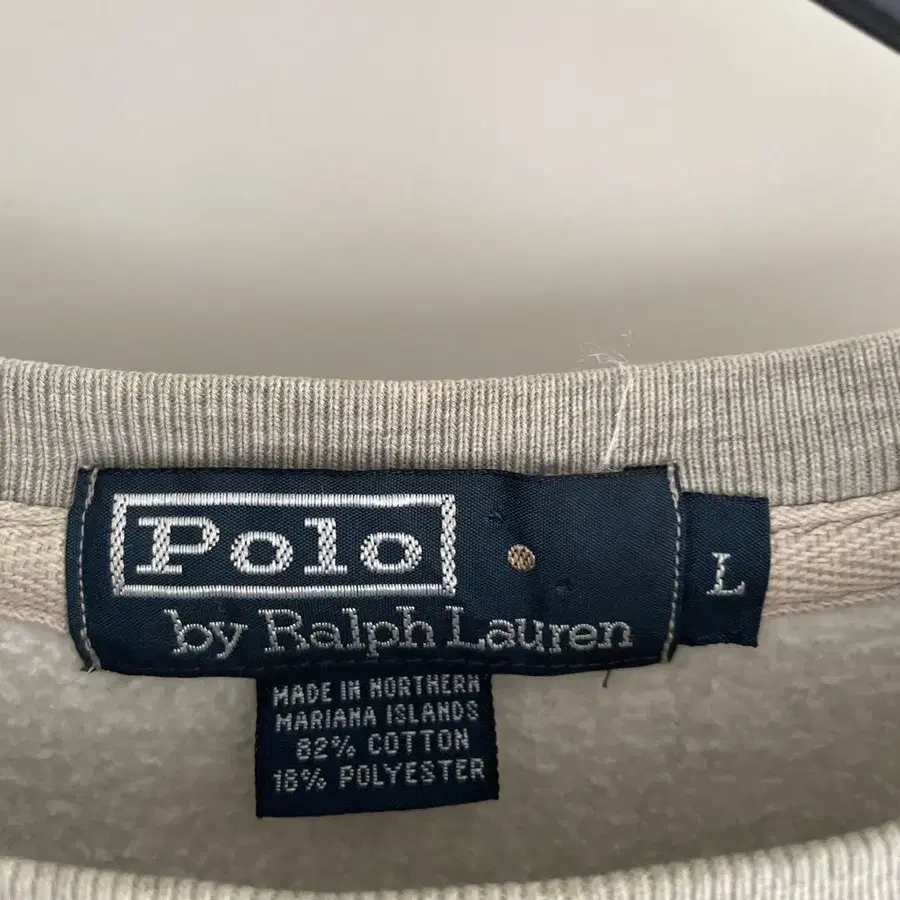 Polo
by Ralph Lauren
L
MADE IN NORTHERN
MARIANA ISLANDS
82% COTTON
18% POLYESTER